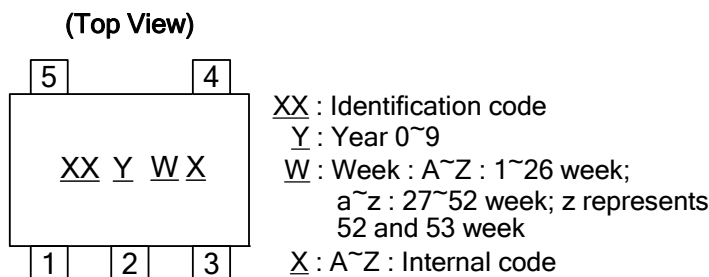 (Top View)
5 4
XX Y W X
1 2 3
XX : Identification code
Y : Year 0~9
W : Week : A~Z : 1~26 week;
a~z : 27~52 week; z represents
52 and 53 week
X : A~Z : Internal code